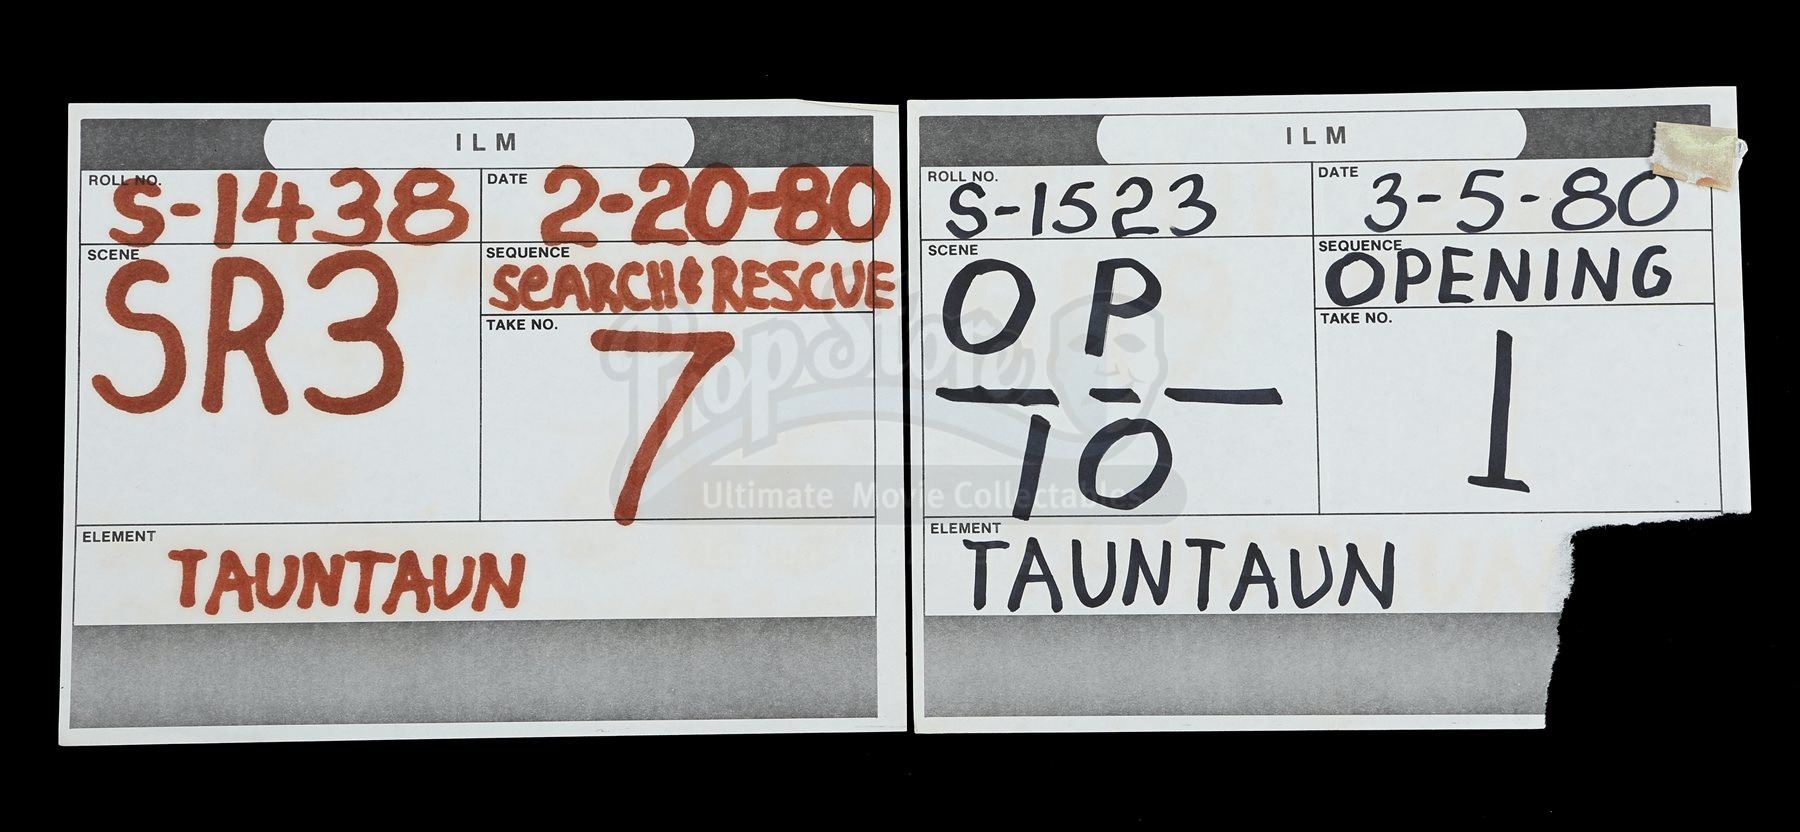 ILM
ROLL NO. S-1438
DATE 2-20-80
SCENE SR3
SEQUENCE SEARCH & RESCUE
TAKE NO. 7
ELEMENT TAUNTAUN
ILM
ROLL NO. S-1523
DATE 3-5-80
SCENE OP
10
SEQUENCE OPENING
TAKE NO. 1
ELEMENT TAUNTAUN
PropStore
Ultimate Movie Collectables